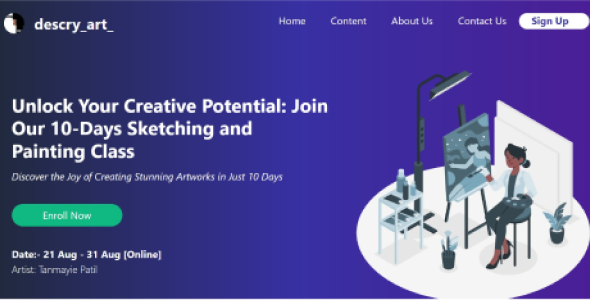 descry_art_
Home Content About Us Contact Us Sign Up
Unlock Your Creative Potential: Join
Our 10-Days Sketching and
Painting Class
Discover the Joy of Creating Stunning Artworks in Just 10 Days
Enroll Now
Date:- 21 Aug - 31 Aug [Online]
Artist: Tanmayie Patil